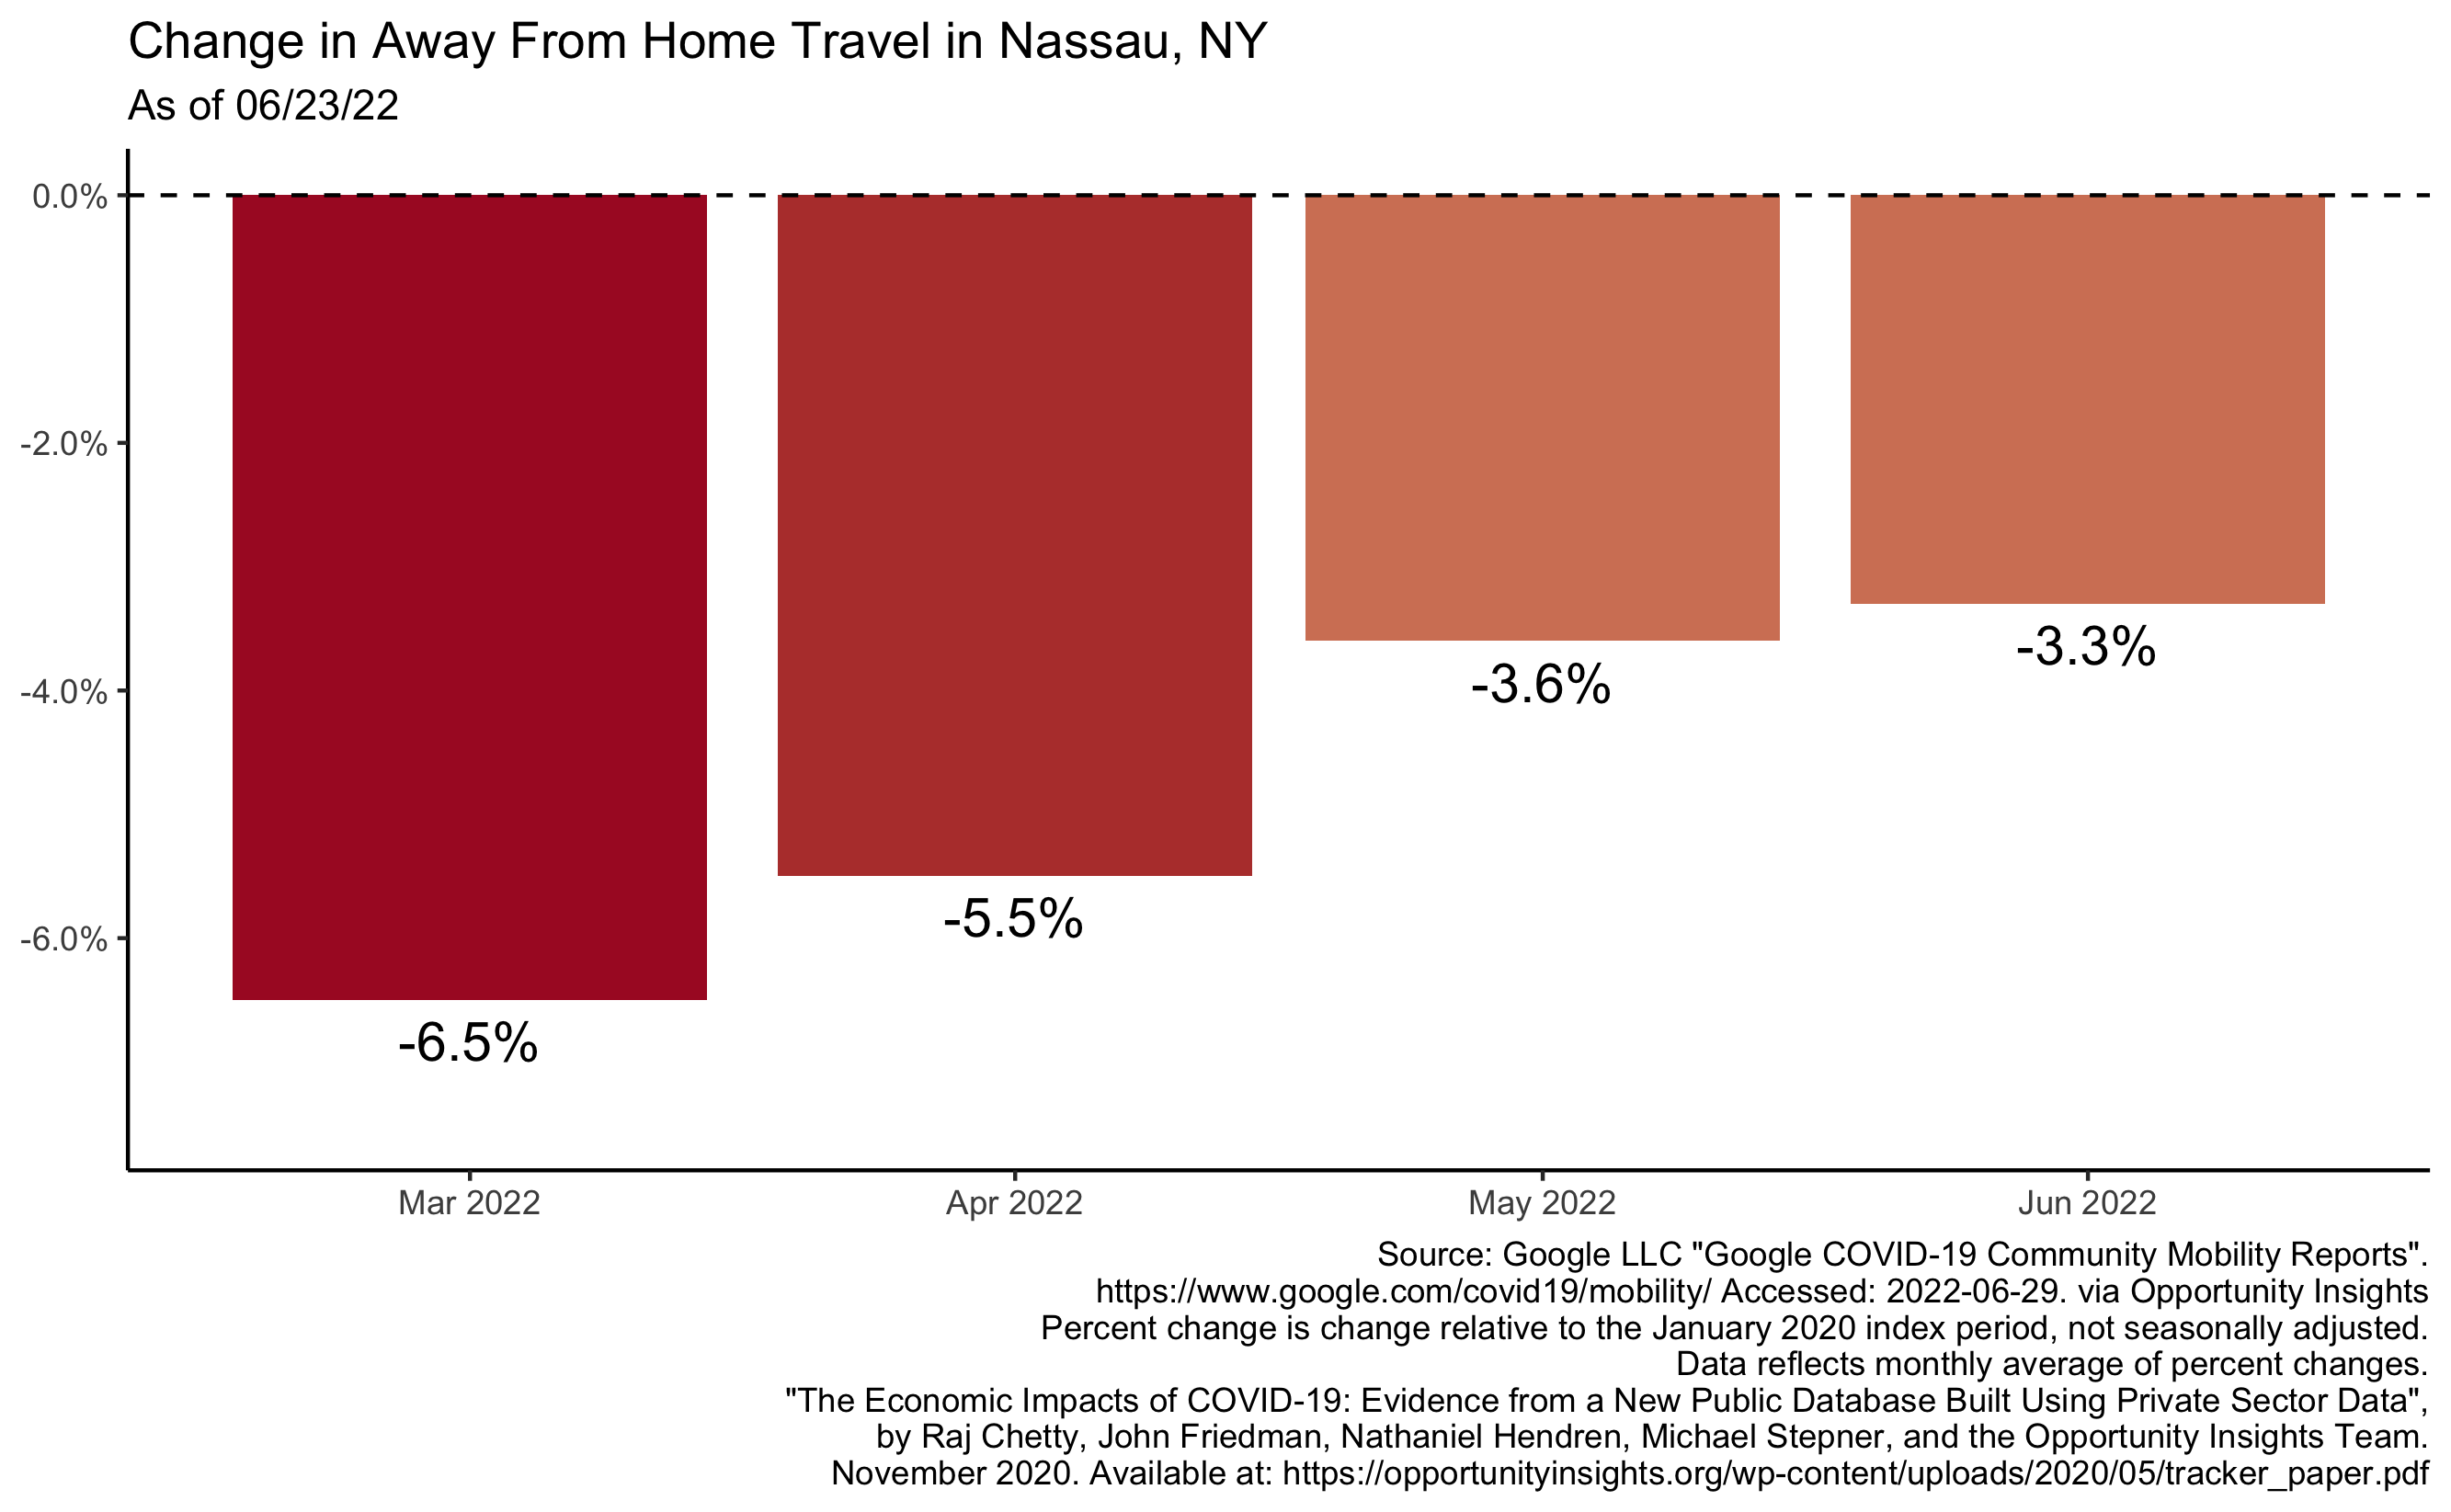 Change in Away From Home Travel in Nassau, NY
As of 06/23/22
0.0%
-2.0%
-4.0%
-6.0%
-6.5%
-5.5%
-3.6%
-3.3%
Mar 2022
Apr 2022
May 2022
Jun 2022
Source: Google LLC "Google COVID-19 Community Mobility Reports".
https://www.google.com/covid19/mobility/ Accessed: 2022-06-29. via Opportunity Insights
Percent change is change relative to the January 2020 index period, not seasonally adjusted.
Data reflects monthly average of percent changes.
"The Economic Impacts of COVID-19: Evidence from a New Public Database Built Using Private Sector Data",
by Raj Chetty, John Friedman, Nathaniel Hendren, Michael Stepner, and the Opportunity Insights Team.
November 2020. Available at: https://opportunityinsights.org/wp-content/uploads/2020/05/tracker_paper.pdf